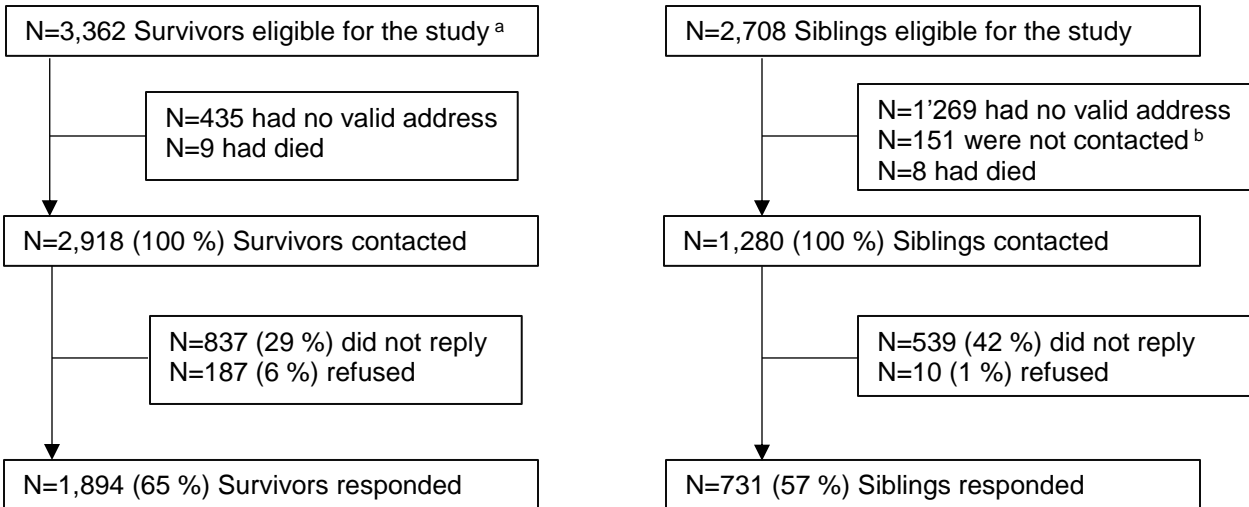 N=3,362 Survivors eligible for the study a
N=435 had no valid address
N=9 had died
N=2,918 (100 %) Survivors contacted
N=837 (29 %) did not reply
N=187 (6 %) refused
N=1,894 (65 %) Survivors responded
N=2,708 Siblings eligible for the study
N=1’269 had no valid address
N=151 were not contacted b
N=8 had died
N=1,280 (100 %) Siblings contacted
N=539 (42 %) did not reply
N=10 (1 %) refused
N=731 (57 %) Siblings responded